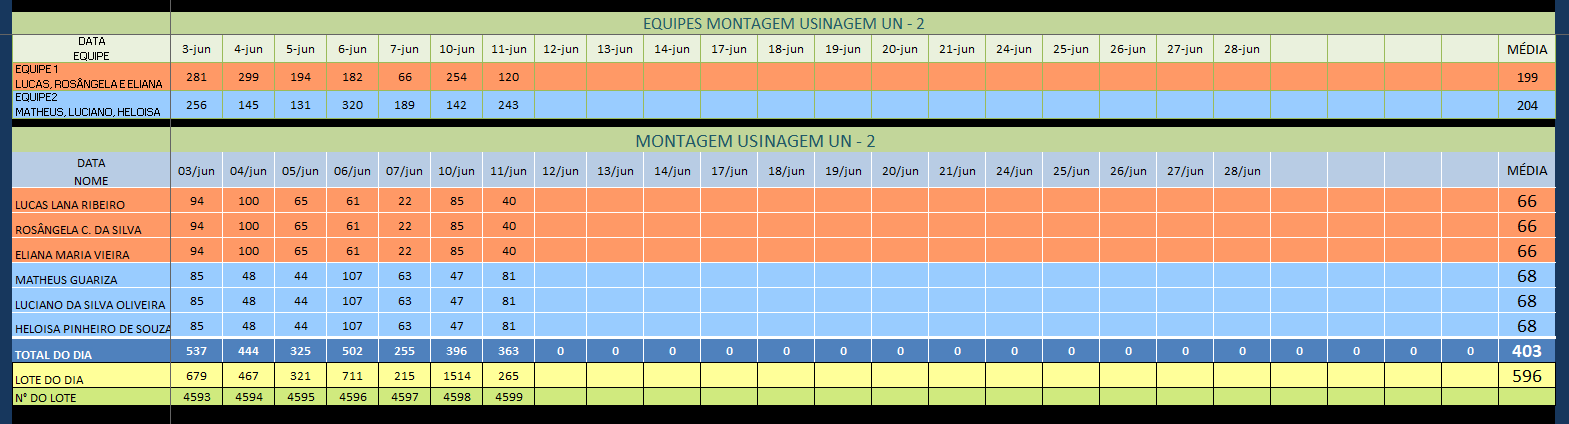 EQUIPES MONTAGEM USINAGEM UN - 2
DATA
EQUIPE
3-jun 4-jun 5-jun 6-jun 7-jun 10-jun 11-jun 12-jun 13-jun 14-jun 17-jun 18-jun 19-jun 20-jun 21-jun 24-jun 25-jun 26-jun 27-jun 28-jun MÉDIA
EQUIPE 1
LUCAS, ROSÂNGELA E ELIANA
281 299 194 182 66 254 120 199
EQUIPE2
MATHEUS, LUCIANO, HELOISA
256 145 131 320 189 142 243 204
MONTAGEM USINAGEM UN - 2
DATA
NOME
03/jun 04/jun 05/jun 06/jun 07/jun 10/jun 11/jun 12/jun 13/jun 14/jun 17/jun 18/jun 19/jun 20/jun 21/jun 24/jun 25/jun 26/jun 27/jun 28/jun MÉDIA
LUCAS LANA RIBEIRO 94 100 65 61 22 85 40 66
ROSÂNGELA C. DA SILVA 94 100 65 61 22 85 40 66
ELIANA MARIA VIEIRA 94 100 65 61 22 85 40 66
MATHEUS GUARIZA 85 48 44 107 63 47 81 68
LUCIANO DA SILVA OLIVEIRA 85 48 44 107 63 47 81 68
HELOISA PINHEIRO DE SOUZA 85 48 44 107 63 47 81 68
TOTAL DO DIA 537 444 325 502 255 396 363 0 0 0 0 0 0 0 0 0 0 0 0 0 0 0 0 0 403
LOTE DO DIA 679 467 321 711 215 1514 265 596
N° DO LOTE 4593 4594 4595 4596 4597 4598 4599